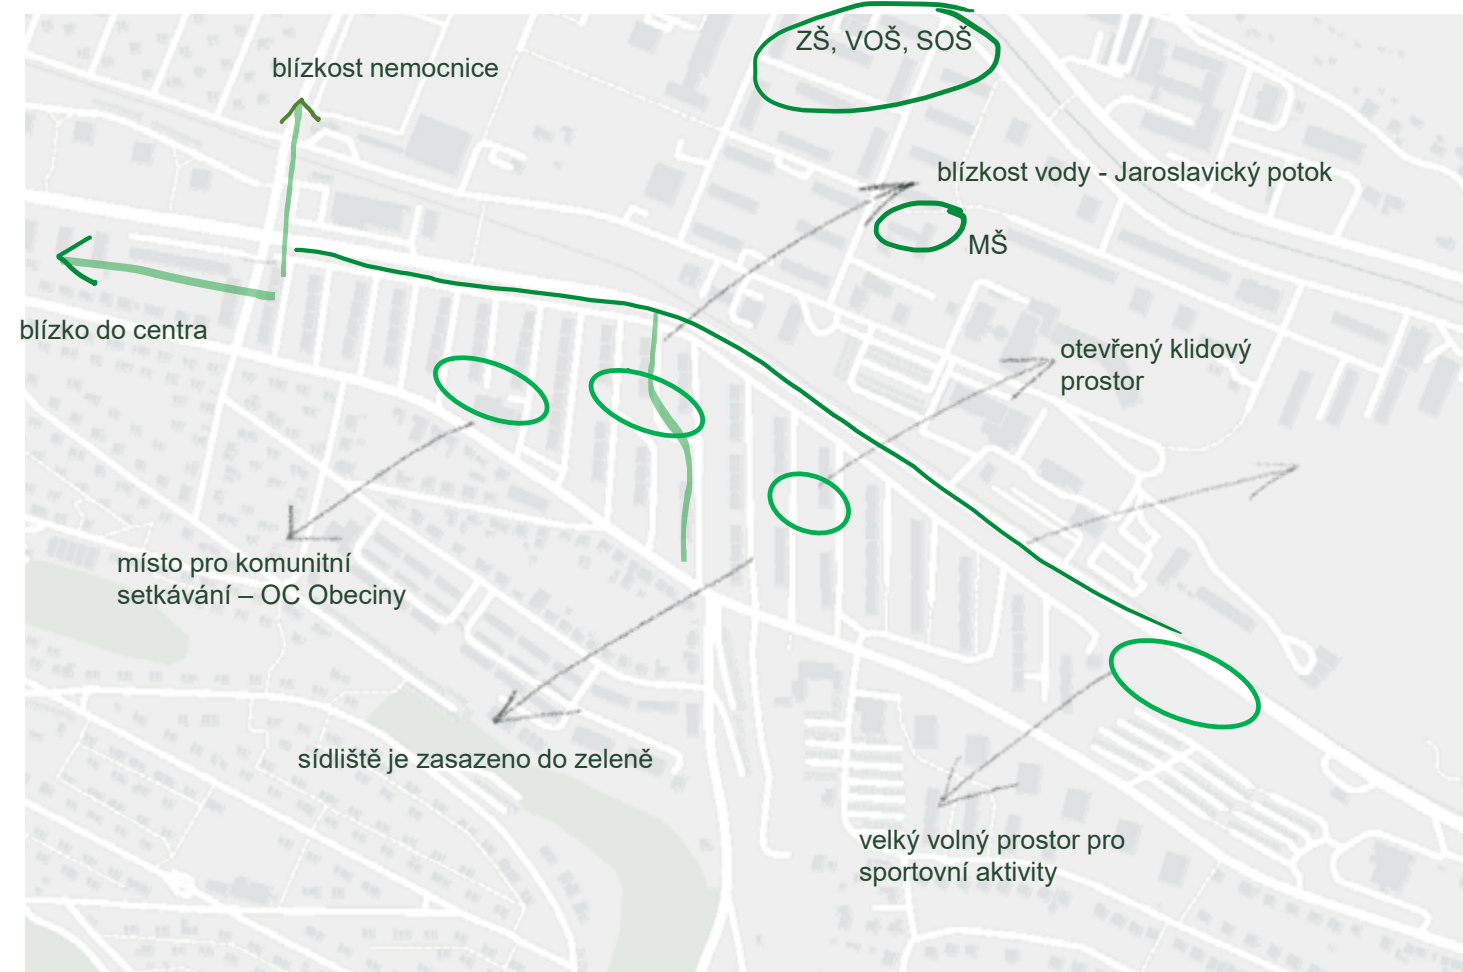 ZŠ, VOŠ, SOŠ
blízkost nemocnice
blízkost vody - Jaroslavický potok
MŠ
blízko do centra
otevřený klidový
prostor
místo pro komunitní
setkávání – OC Obeciny
sídliště je zasazeno do zeleně
velký volný prostor pro
sportovní aktivity